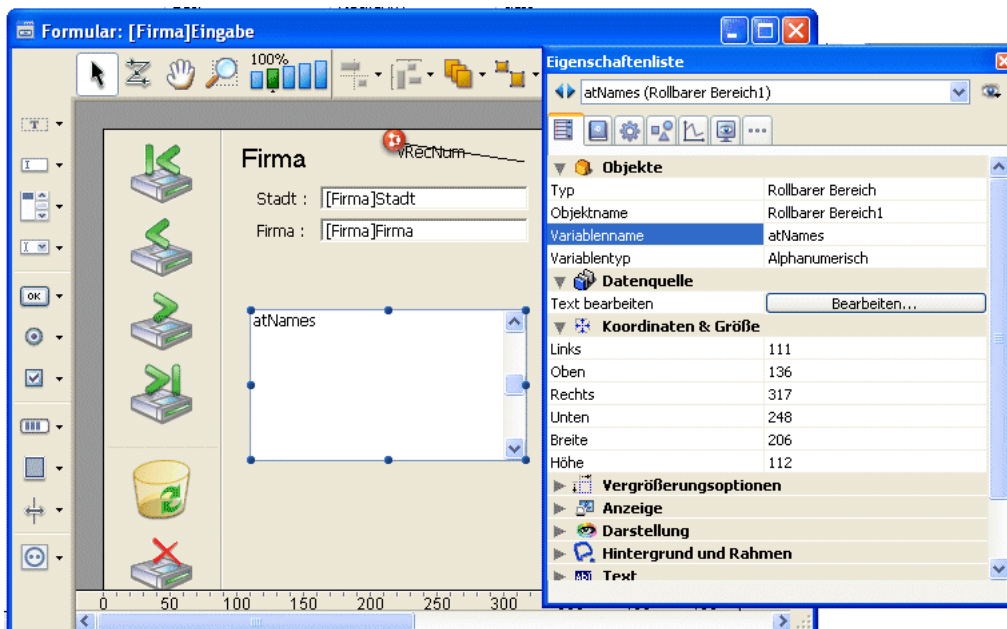 Formular: [Firma]Eingabe
100%
T
I
I
OK
Firma
vRecNum
Stadt : [Firma]Stadt
Firma : [Firma]Firma
atNames
0 50 100 150 200 250 300
Eigenschaftenliste
atNames (Rollbarer Bereich1)
Objekte
Typ Rollbarer Bereich
Objektname Rollbarer Bereich1
Variablenname atNames
Variablentyp Alphanumerisch
Datenquelle
Text bearbeiten Bearbeiten...
Koordinaten & Größe
Links 111
Oben 136
Rechts 317
Unten 248
Breite 206
Höhe 112
Vergrößerungsoptionen
Anzeige
Darstellung
Hintergrund und Rahmen
Text